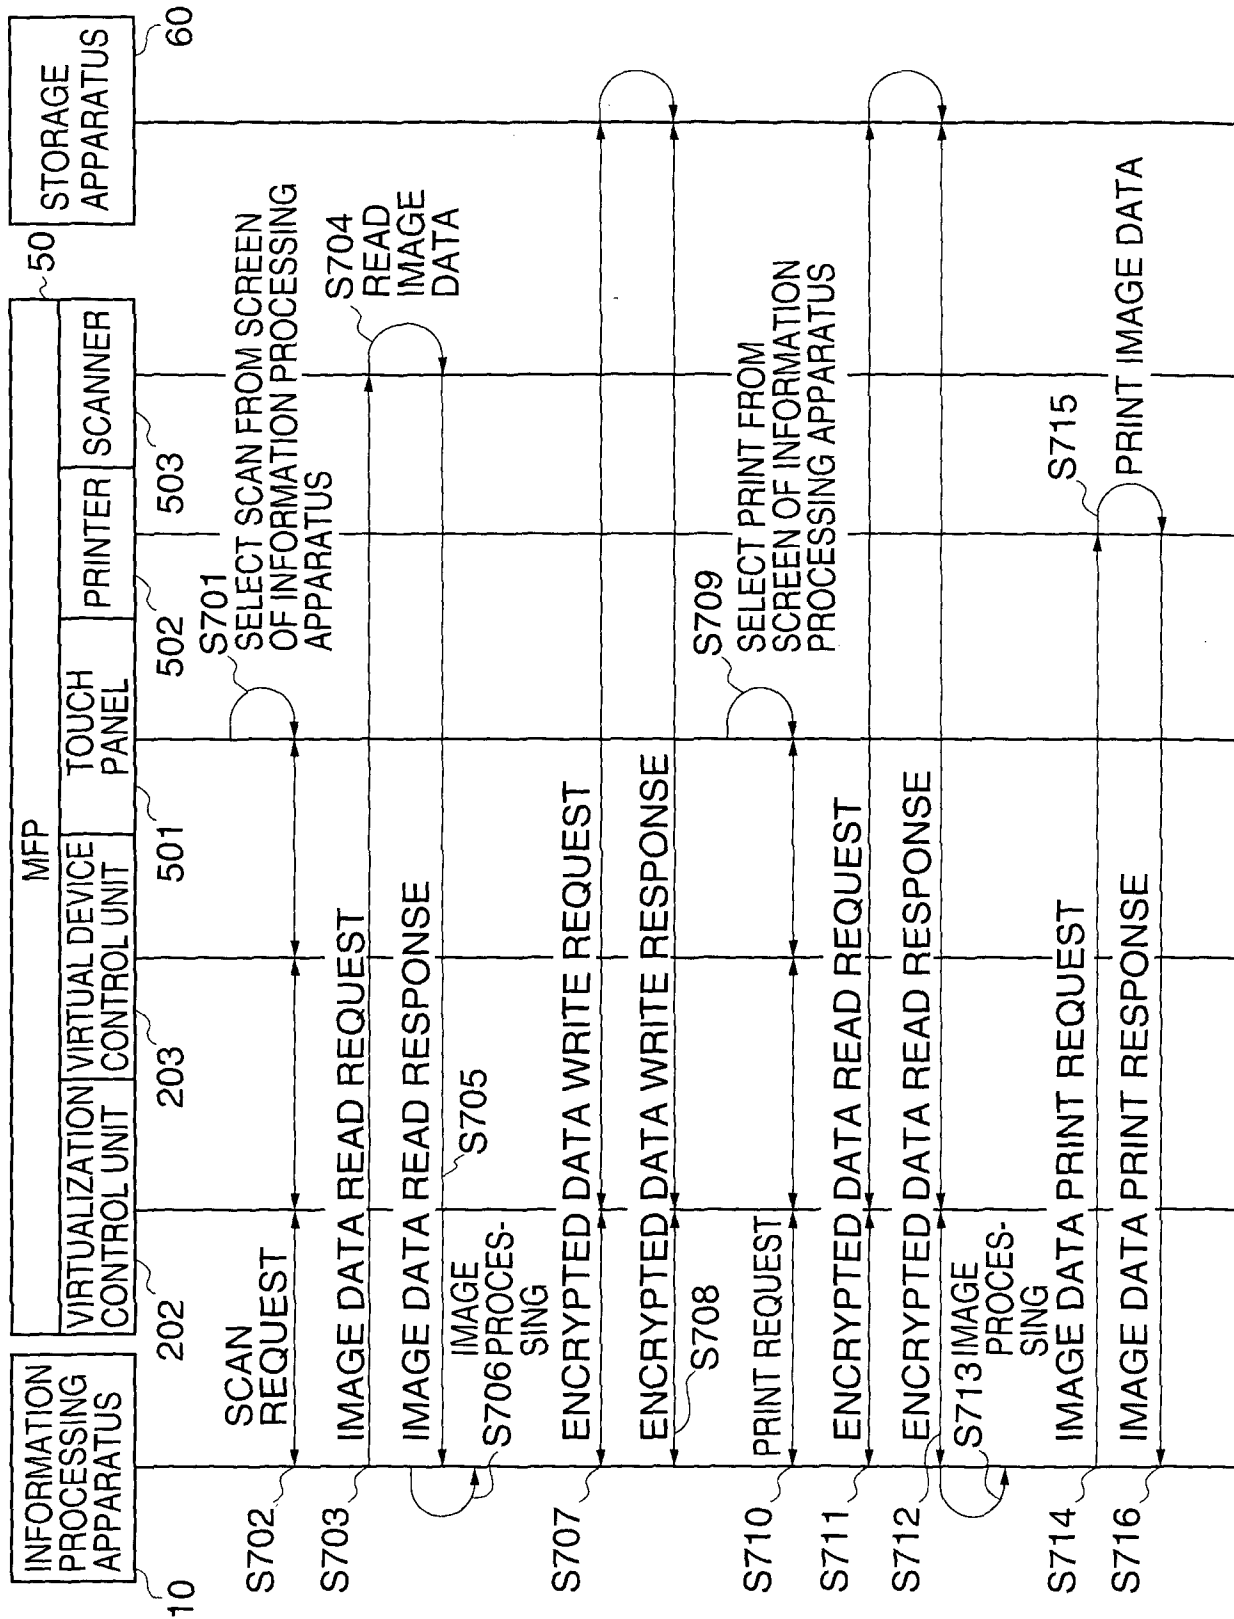 INFORMATION
PROCESSING
APPARATUS
10
MFP
50
VIRTUALIZATION
CONTROL UNIT
202
VIRTUAL DEVICE
CONTROL UNIT
203
TOUCH
PANEL
501
PRINTER
502
SCANNER
503
STORAGE
APPARATUS
60
S701
SELECT SCAN FROM SCREEN
OF INFORMATION PROCESSING
APPARATUS
S702
SCAN
REQUEST
S703
IMAGE DATA READ REQUEST
S704
READ
IMAGE
DATA
IMAGE DATA READ RESPONSE
S705
S706
IMAGE
PROCES-
SING
S707
ENCRYPTED DATA WRITE REQUEST
ENCRYPTED DATA WRITE RESPONSE
S708
S709
SELECT PRINT FROM
SCREEN OF INFORMATION
PROCESSING APPARATUS
S710
PRINT REQUEST
S711
ENCRYPTED DATA READ REQUEST
S712
ENCRYPTED DATA READ RESPONSE
S713
IMAGE
PROCES-
SING
S714
IMAGE DATA PRINT REQUEST
S715
PRINT IMAGE DATA
S716
IMAGE DATA PRINT RESPONSE